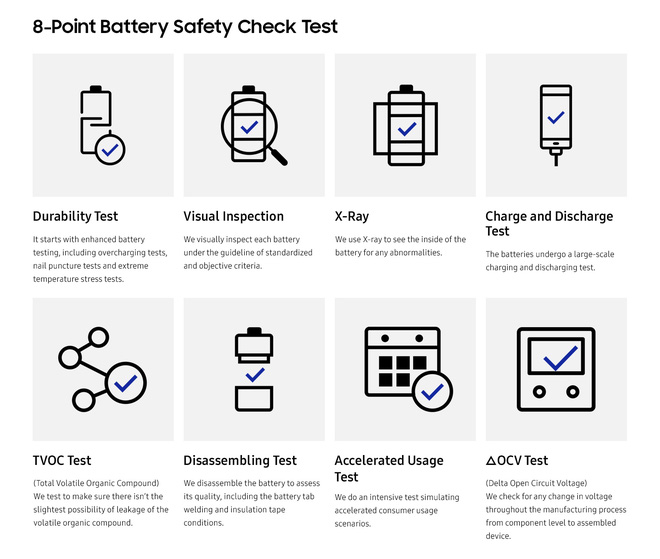 8-Point Battery Safety Check Test
Durability Test
It starts with enhanced battery
testing, including overcharging tests,
nail puncture tests and extreme
temperature stress tests.
Visual Inspection
We visually inspect each battery
under the guideline of standardized
and objective criteria.
X-Ray
We use X-ray to see the inside of the
battery for any abnormalities.
Charge and Discharge
Test
The batteries undergo a large-scale
charging and discharging test.
TVOC Test
(Total Volatile Organic Compound)
We test to make sure there isn't the
slightest possibility of leakage of the
volatile organic compound.
Disassembling Test
We disassemble the battery to assess
its quality, including the battery tab
welding and insulation tape
conditions.
Accelerated Usage
Test
We do an intensive test simulating
accelerated consumer usage
scenarios.
△OCV Test
(Delta Open Circuit Voltage)
We check for any change in voltage
throughout the manufacturing process
from component level to assembled
device.